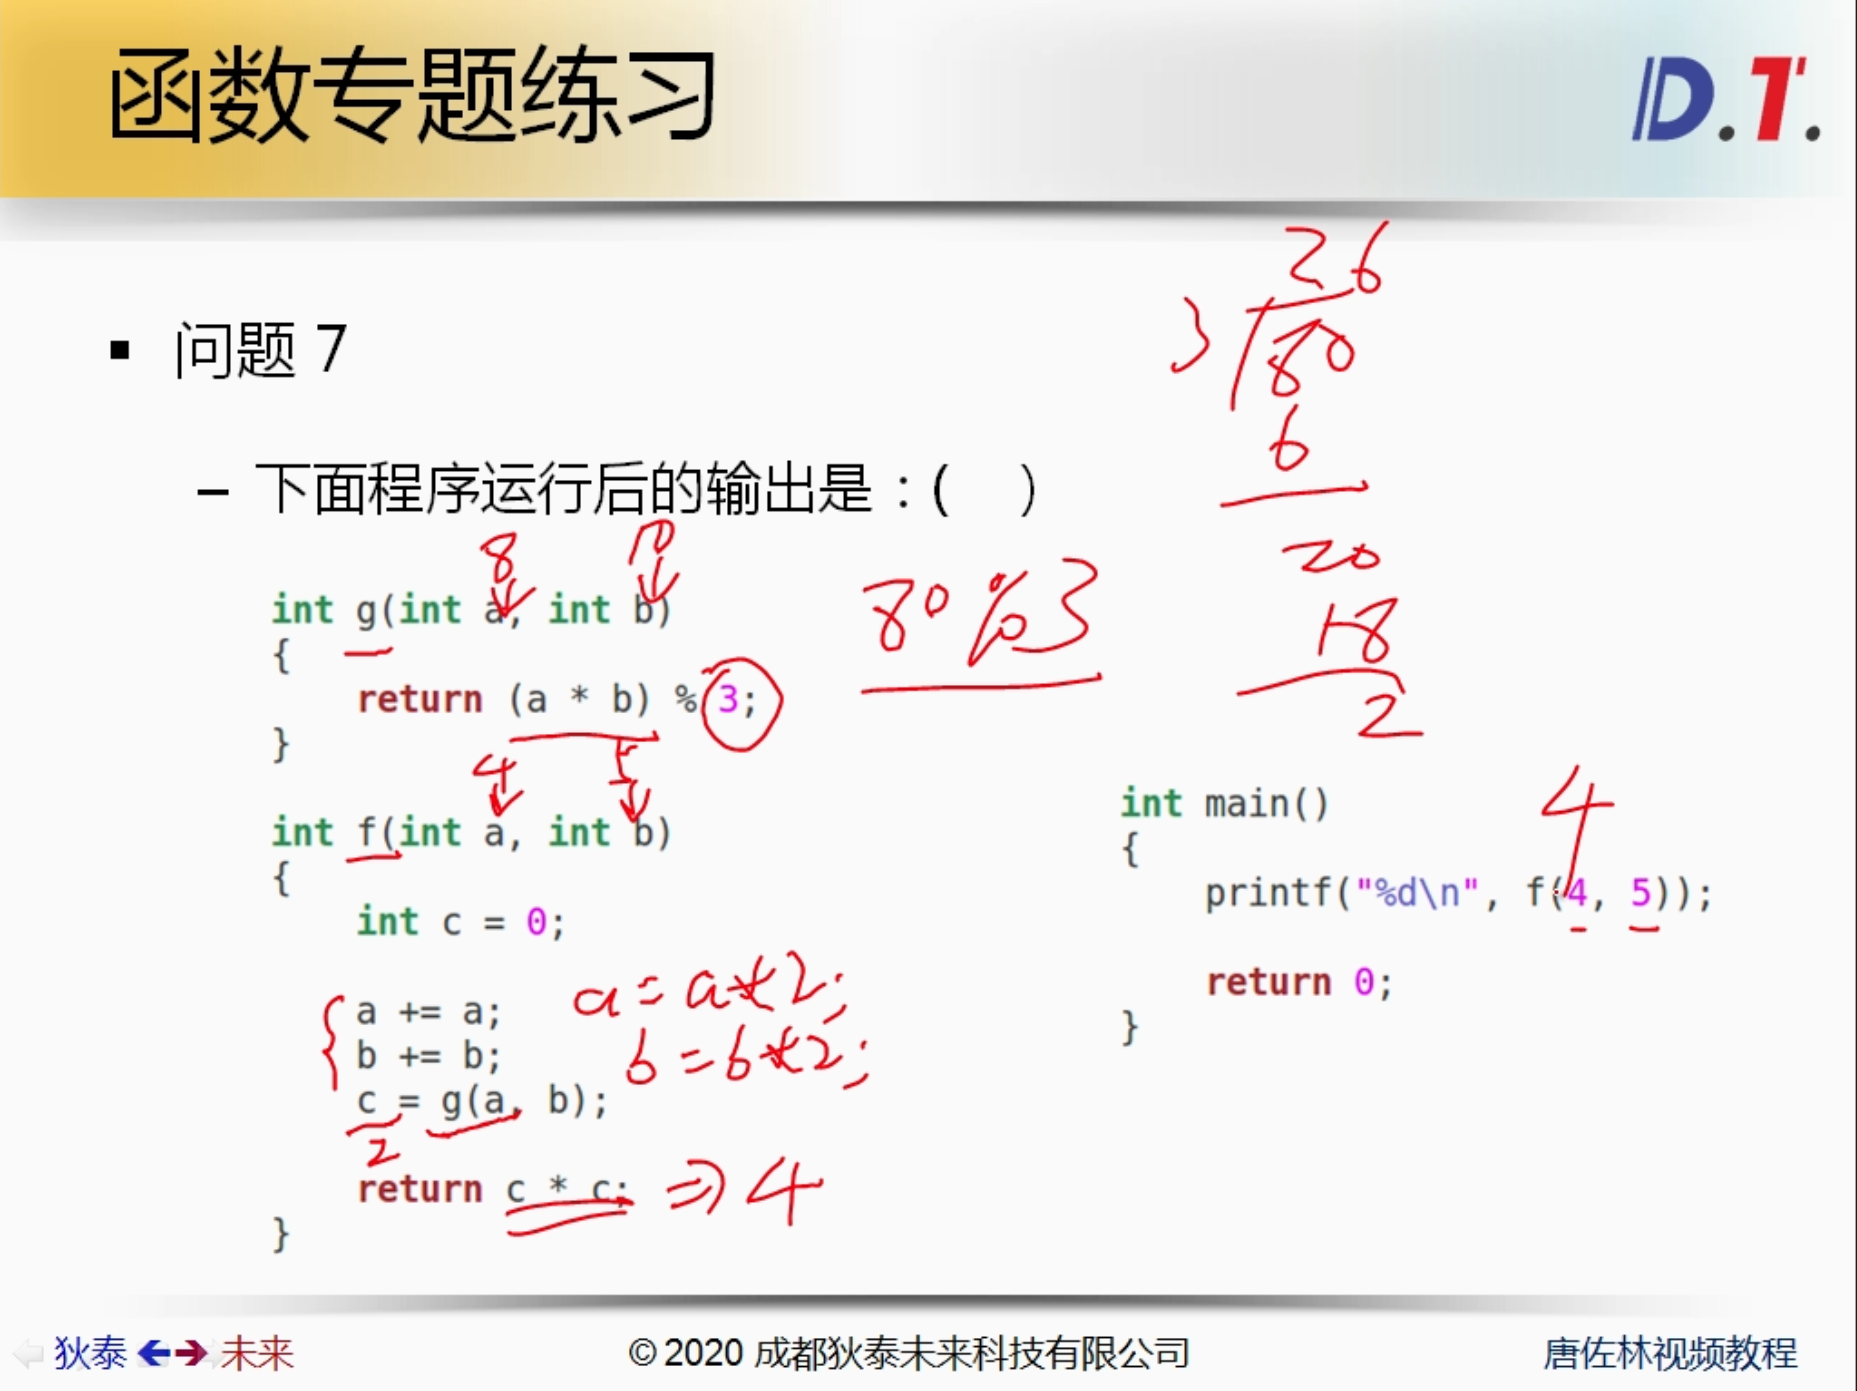 函数专题练习
D.T.
▪ 问题 7
– 下面程序运行后的输出是：(    )
8 10
int g(int a, int b)
{
    return (a * b) % 3;
}
80%3
26
3 80
6
20
18
2
4 5
int f(int a, int b)
{
    int c = 0;
    a += a; a=a*2;
    b += b; b=b*2;
    c = g(a, b);
2
    return c * c; => 4
}
int main()
{
4
    printf("%d\n", f(4, 5));
    return 0;
}
狄泰 未来
© 2020 成都狄泰未来科技有限公司
唐佐林视频教程